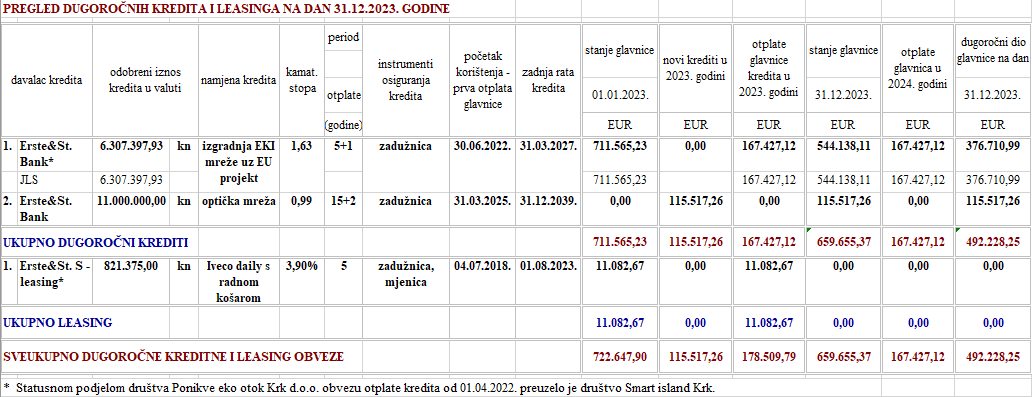 PREGLED DUGOROČNIH KREDITA I LEASINGA NA DAN 31.12.2023. GODINE
davalac kredita
odobreni iznos kredita u valuti
namjena kredita
kamat. stopa
period
otplate
(godine)
instrumenti osiguranja kredita
početak korištenja - prva otplata glavnice
zadnja rata kredita
stanje glavnice
01.01.2023.
EUR
novi krediti u 2023. godini
EUR
otplate glavnice kredita u 2023. godini
EUR
stanje glavnice
31.12.2023.
EUR
otplate glavnica u 2024. godini
EUR
dugoročni dio glavnice na dan
31.12.2023.
EUR
1. Erste&St. Bank* 6.307.397,93 kn izgradnja EKI mreže uz EU projekt 1,63 5+1 zadužnica 30.06.2022. 31.03.2027. 711.565,23 0,00 167.427,12 544.138,11 167.427,12 376.710,99
JLS 6.307.397,93 711.565,23 167.427,12 544.138,11 167.427,12 376.710,99
2. Erste&St. Bank 11.000.000,00 kn optička mreža 0,99 15+2 zadužnica 31.03.2025. 31.12.2039. 0,00 115.517,26 0,00 115.517,26 0,00 115.517,26
UKUPNO DUGOROČNI KREDITI 711.565,23 115.517,26 167.427,12 659.655,37 167.427,12 492.228,25
1. Erste&St. S - leasing* 821.375,00 kn Iveco daily s radnom košarom 3,90% 5 zadužnica, mjenica 04.07.2018. 01.08.2023. 11.082,67 0,00 11.082,67 0,00 0,00 0,00
UKUPNO LEASING 11.082,67 0,00 11.082,67 0,00 0,00 0,00
SVEUKUPNO DUGOROČNE KREDITNE I LEASING OBVEZE 722.647,90 115.517,26 178.509,79 659.655,37 167.427,12 492.228,25
* Statusnom podjelom društva Ponikve eko otok Krk d.o.o. obvezu otplate kredita od 01.04.2022. preuzelo je društvo Smart island Krk.